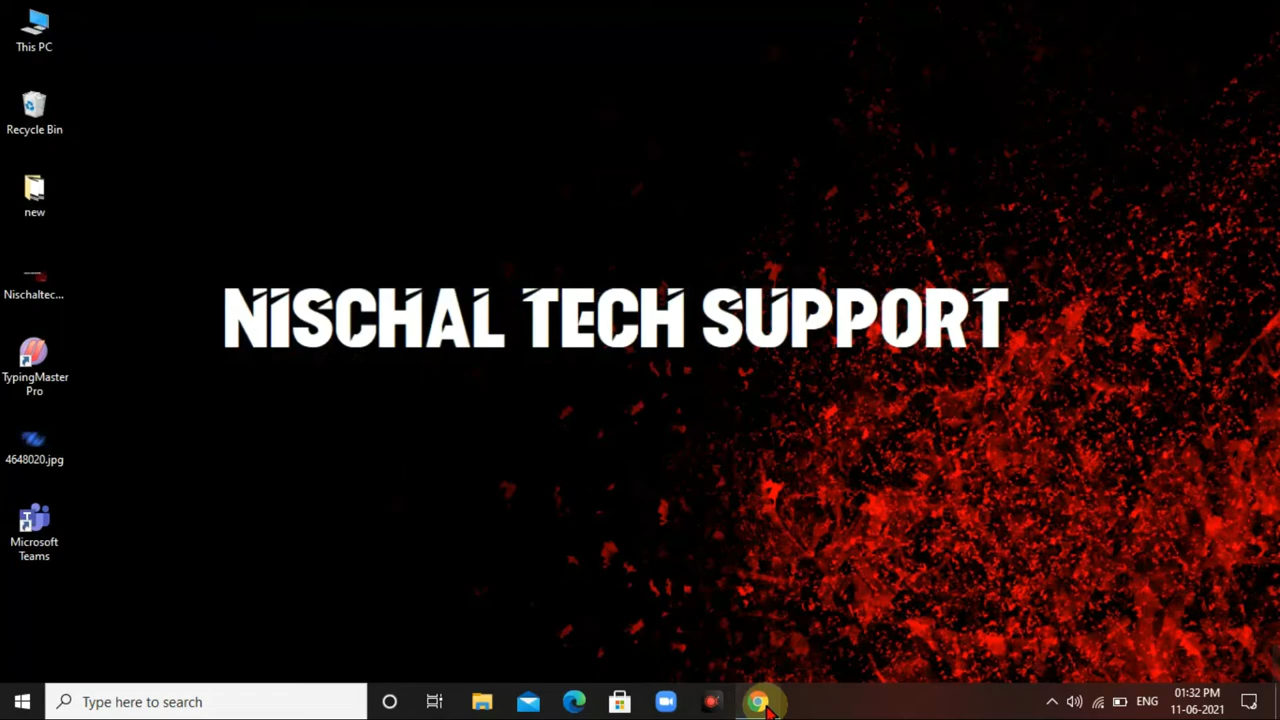 This PC
Recycle Bin
new
Nischaltec...
TypingMaster
Pro
4648020.jpg
Microsoft
Teams
NISCHAL TECH SUPPORT
Type here to search
ENG
01:32 PM
11-06-2021